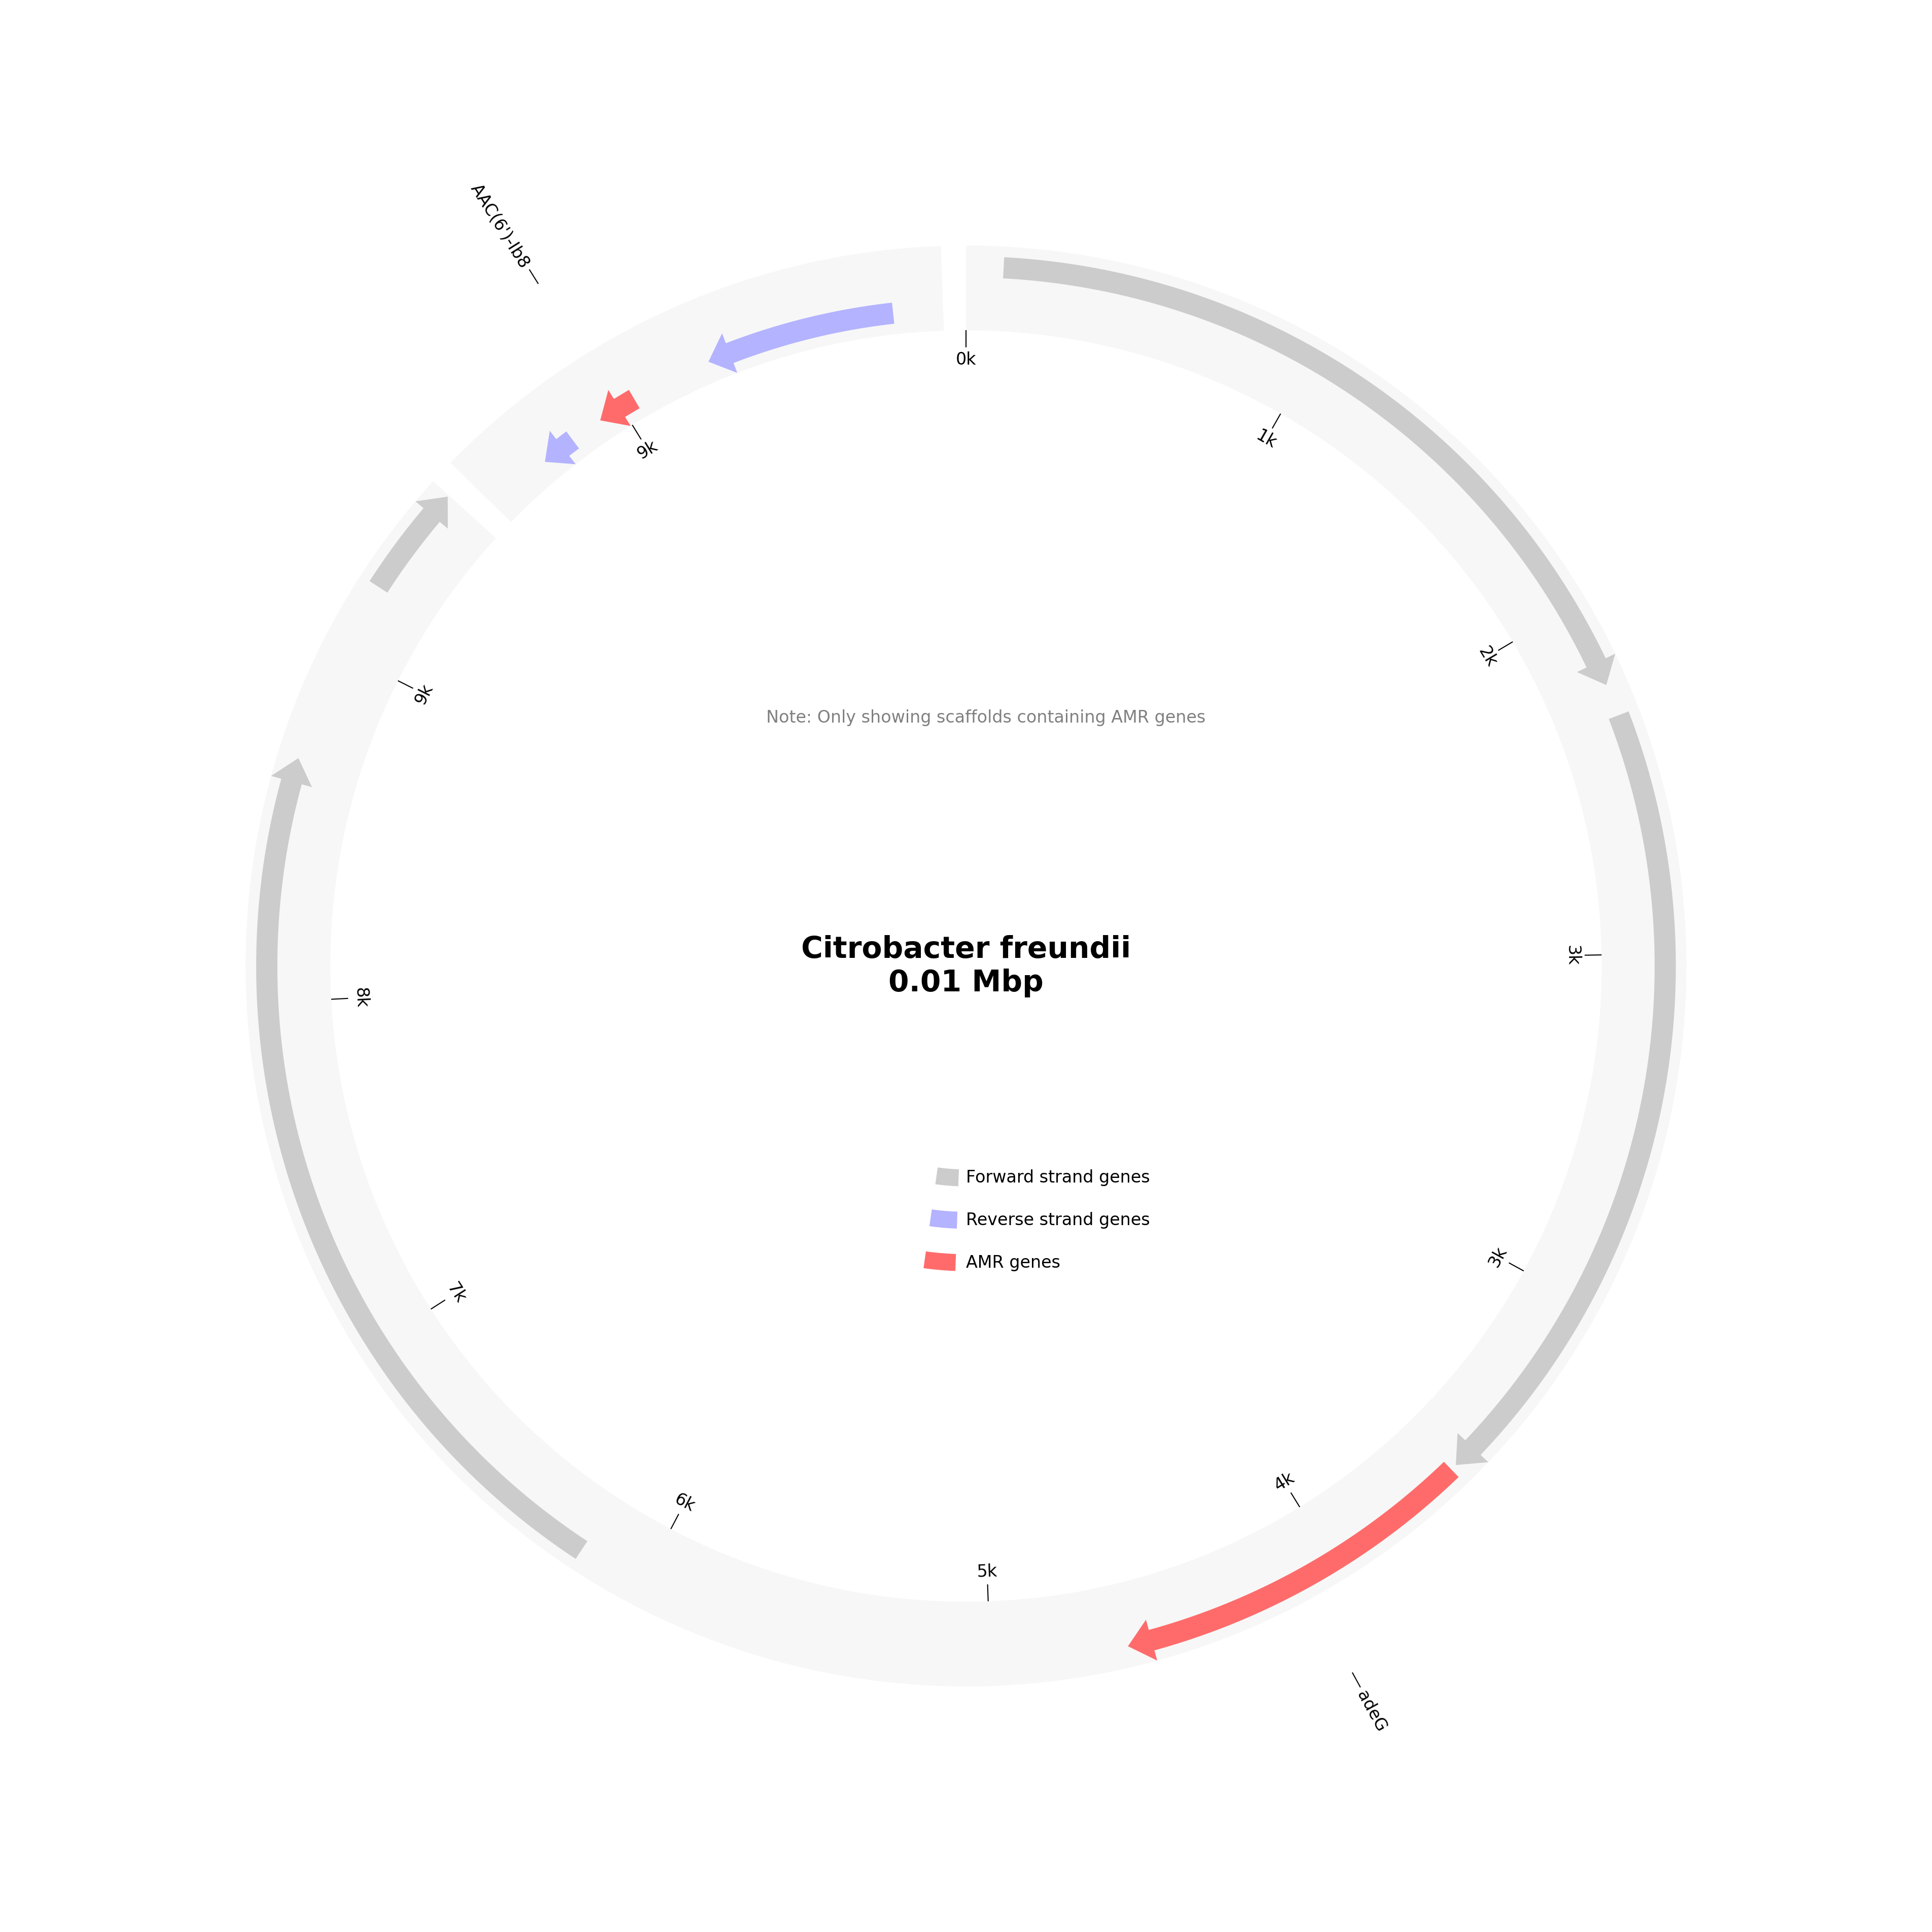 AAC(6')-Ib8
0k
1k
9k
2k
9k
Note: Only showing scaffolds containing AMR genes
3k
Citrobacter freundii
0.01 Mbp
8k
Forward strand genes
Reverse strand genes
AMR genes
3k
7k
4k
6k
5k
adeG